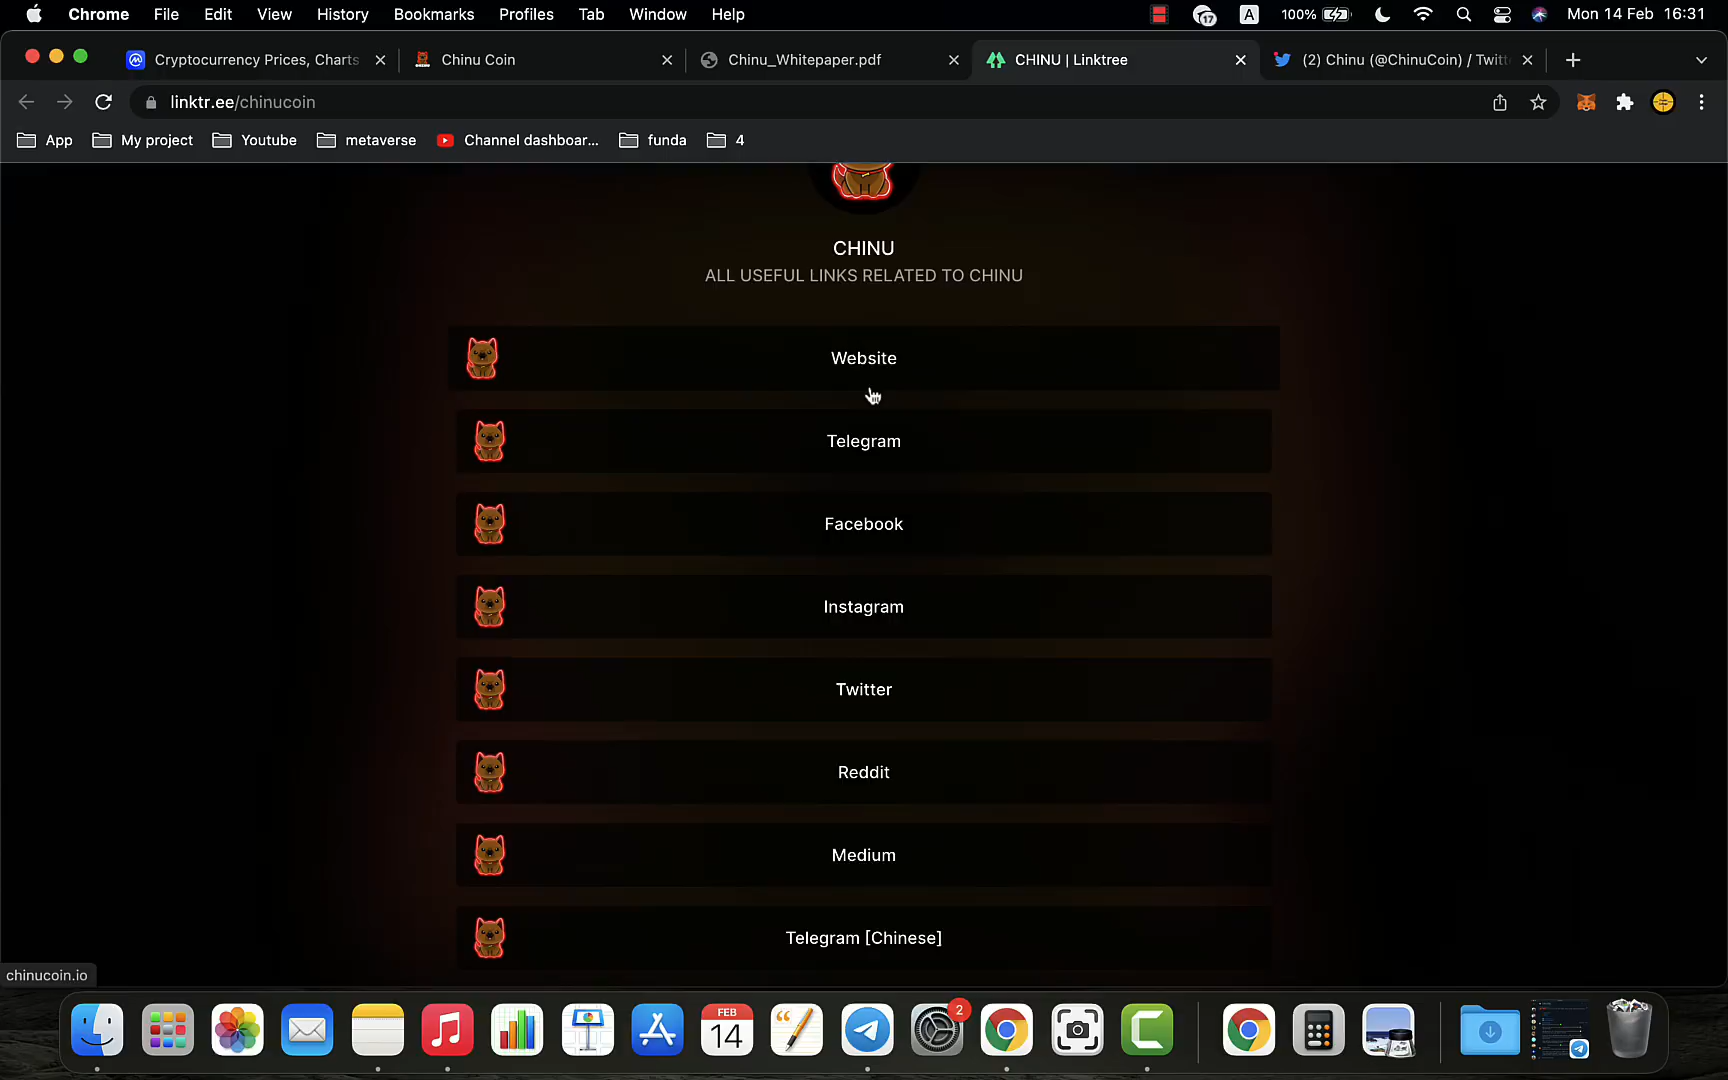 Chrome File Edit View History Bookmarks Profiles Tab Window Help 17 A 100% Mon 14 Feb 16:31
Cryptocurrency Prices, Charts Chinu Coin Chinu_Whitepaper.pdf CHINU | Linktree (2) Chinu (@ChinuCoin) / Twitt
linktr.ee/chinucoin
App My project Youtube metaverse Channel dashboar... funda 4
CHINU
ALL USEFUL LINKS RELATED TO CHINU
Website
Telegram
Facebook
Instagram
Twitter
Reddit
Medium
Telegram [Chinese]
chinucoin.io
FEB
14
2